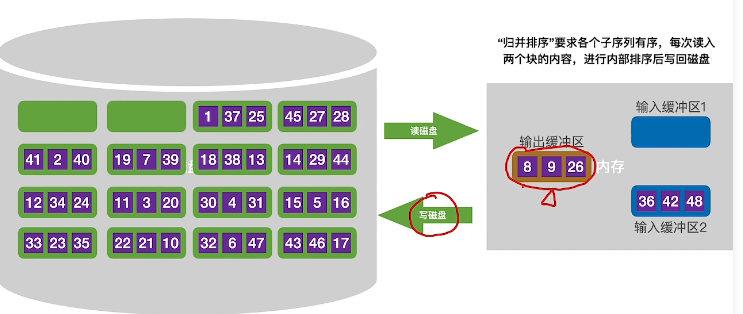 “归并排序”要求各个子序列有序，每次读入
两个块的内容，进行内部排序后写回磁盘
1 37 25 45 27 28
41 2 40 19 7 39 18 38 13 14 29 44
12 34 24 11 3 20 30 4 31 15 5 16
33 23 35 22 21 10 32 6 47 43 46 17
读磁盘
写磁盘
输入缓冲区1
输出缓冲区
8 9 26
内存
36 42 48
输入缓冲区2